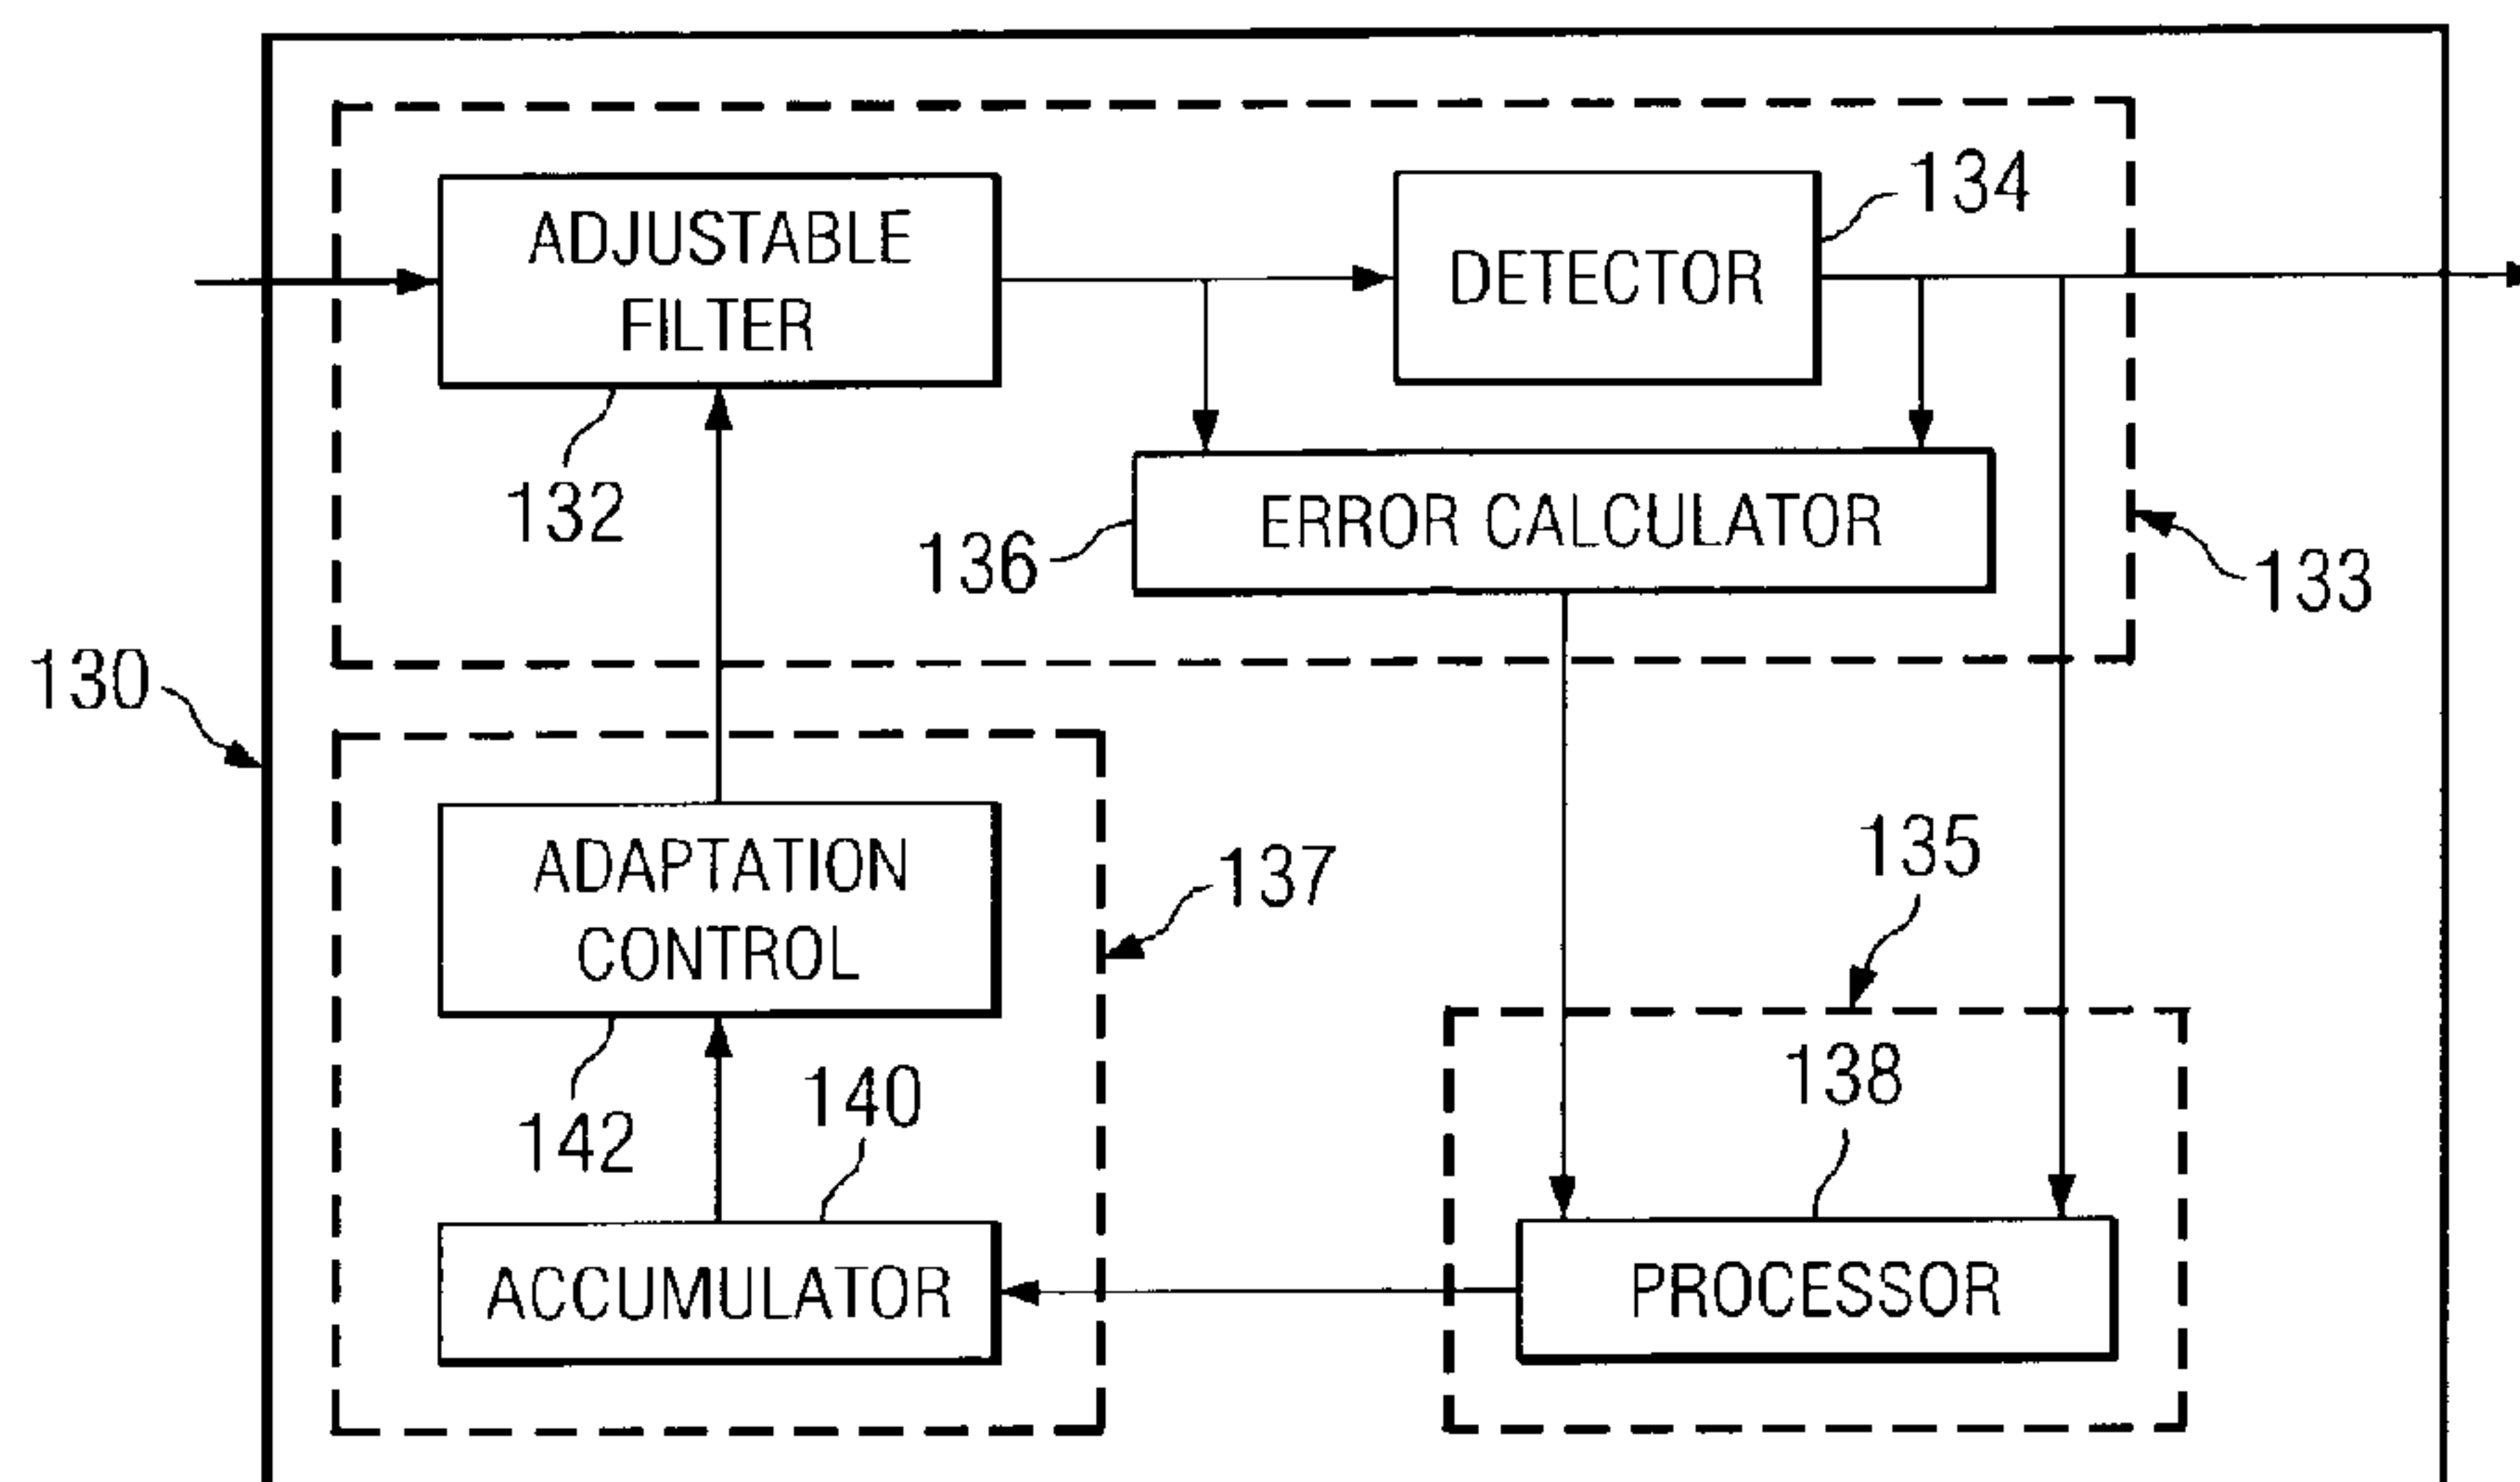 134
ADJUSTABLE
FILTER
DETECTOR
132
136
ERROR CALCULATOR
133
130
ADAPTATION
CONTROL
137
135
142
140
138
ACCUMULATOR
PROCESSOR